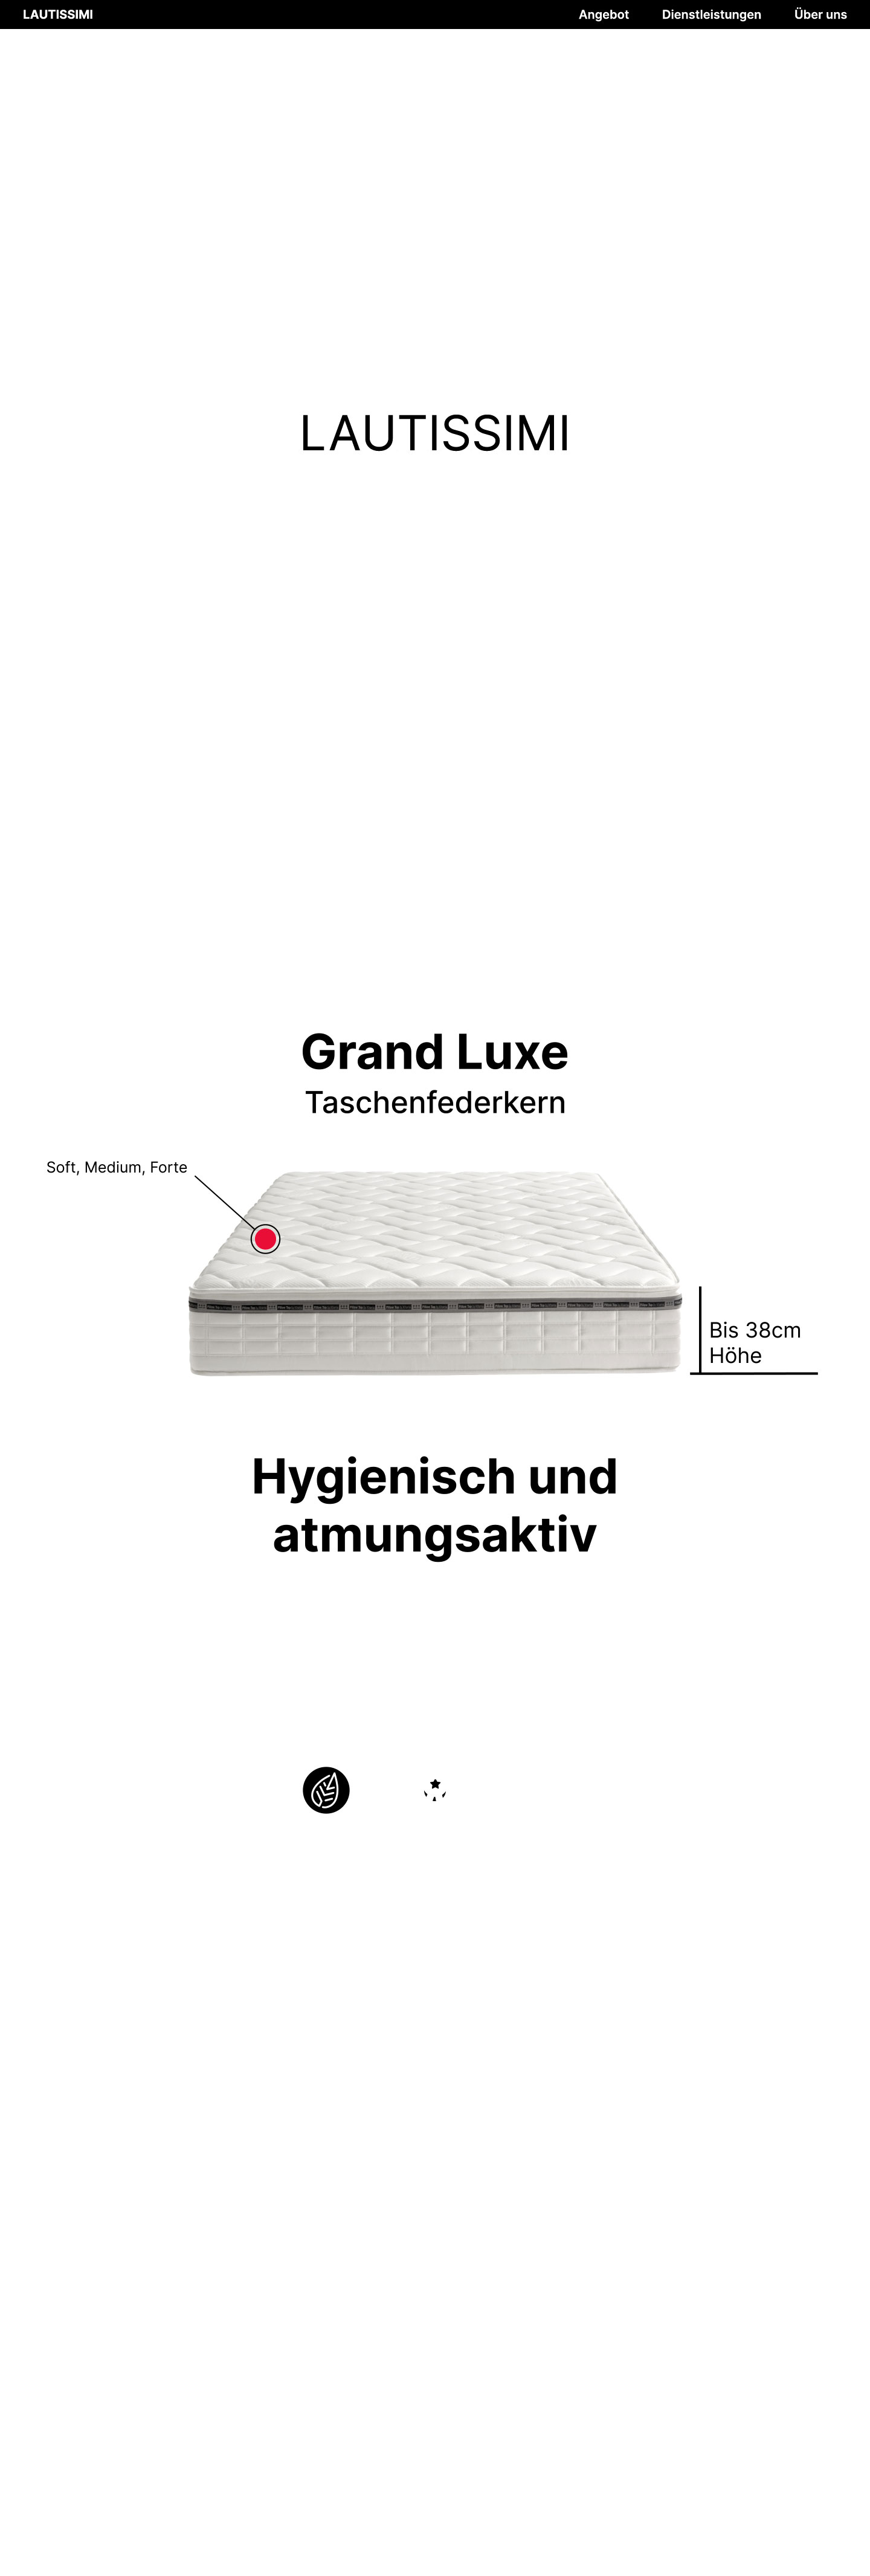 LAUTISSIMI
Angebot
Dienstleistungen
Über uns
LAUTISSIMI
Grand Luxe
Taschenfederkern
Soft, Medium, Forte
Bis 38cm
Höhe
Hygienisch und
atmungsaktiv